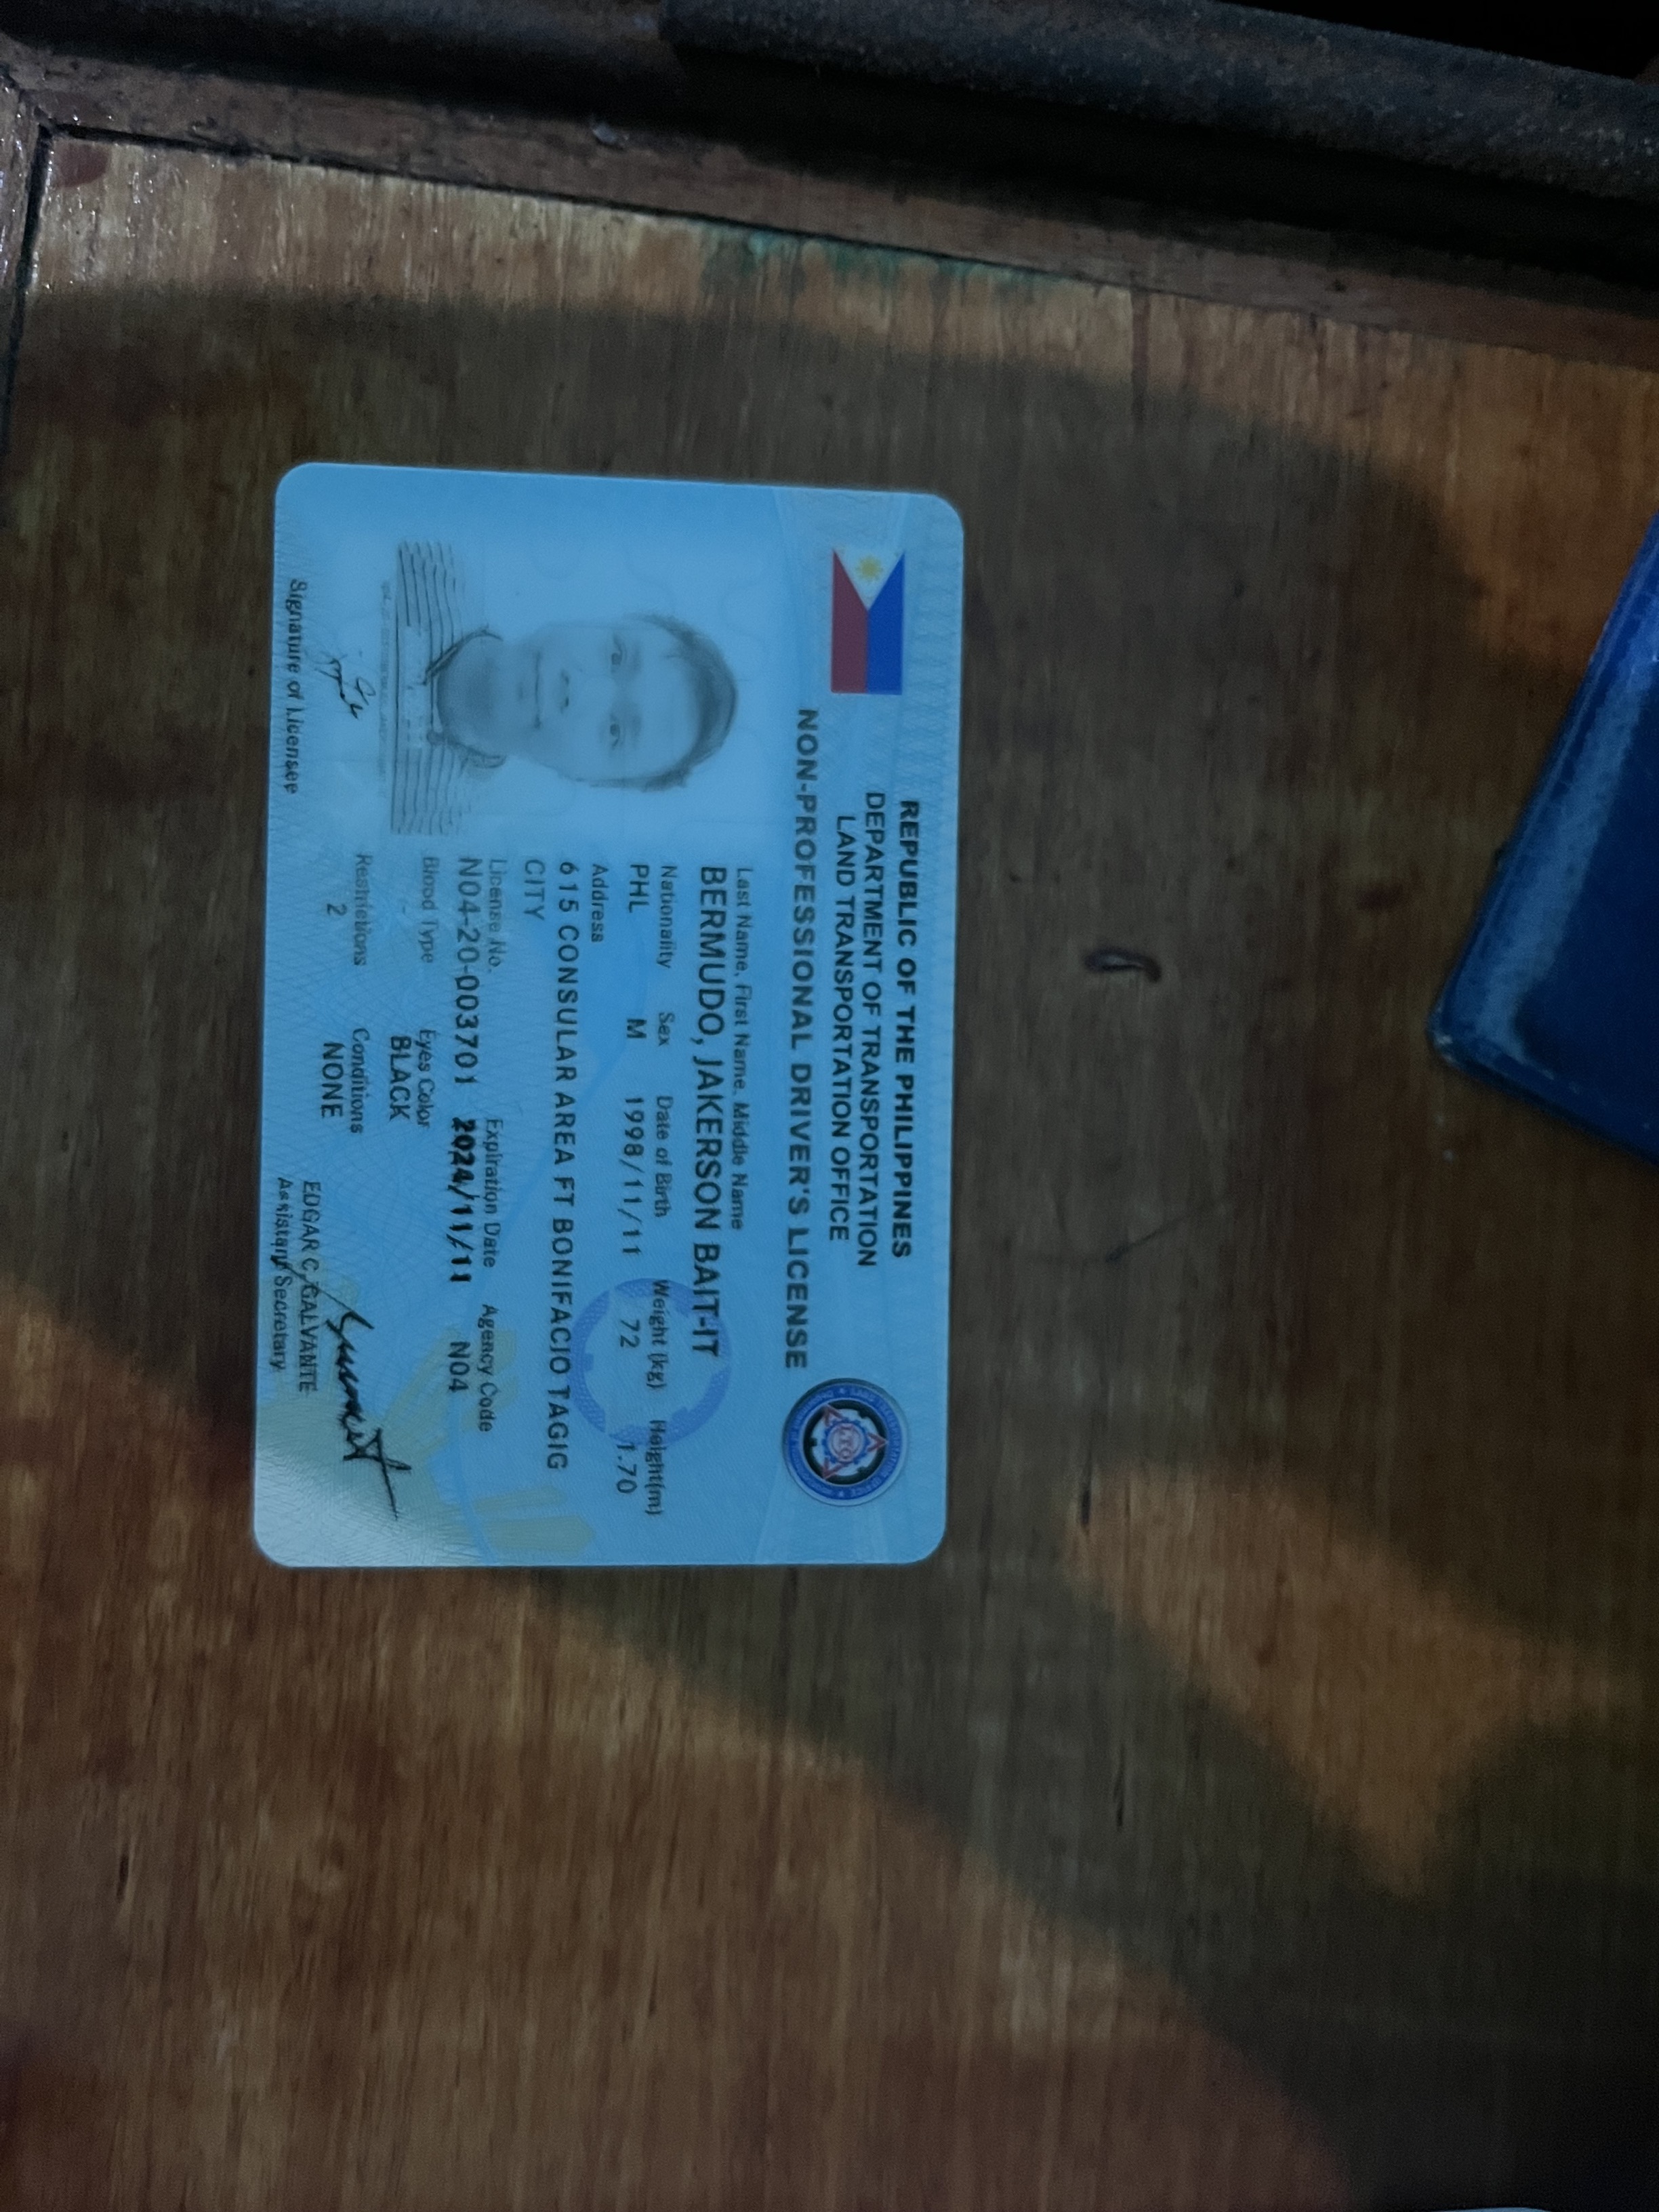 REPUBLIC OF THE PHILIPPINES
DEPARTMENT OF TRANSPORTATION
LAND TRANSPORTATION OFFICE
NON-PROFESSIONAL DRIVER'S LICENSE
Last Name, First Name, Middle Name
BERMUDO, JAKERSON BAIT-IT
Nationality Sex Date of Birth Weight (kg) Height(m)
PHL M 1998/11/11 72 1.70
Address
615 CONSULAR AREA FT BONIFACIO TAGIG
CITY
License No. Expiration Date Agency Code
N04-20-003701 2024/11/11 N04
Blood Type Eyes Color
- BLACK
Restrictions Conditions
2 NONE
Signature of Licensee
EDGAR C. GALVANTE
Assistant Secretary
LTO